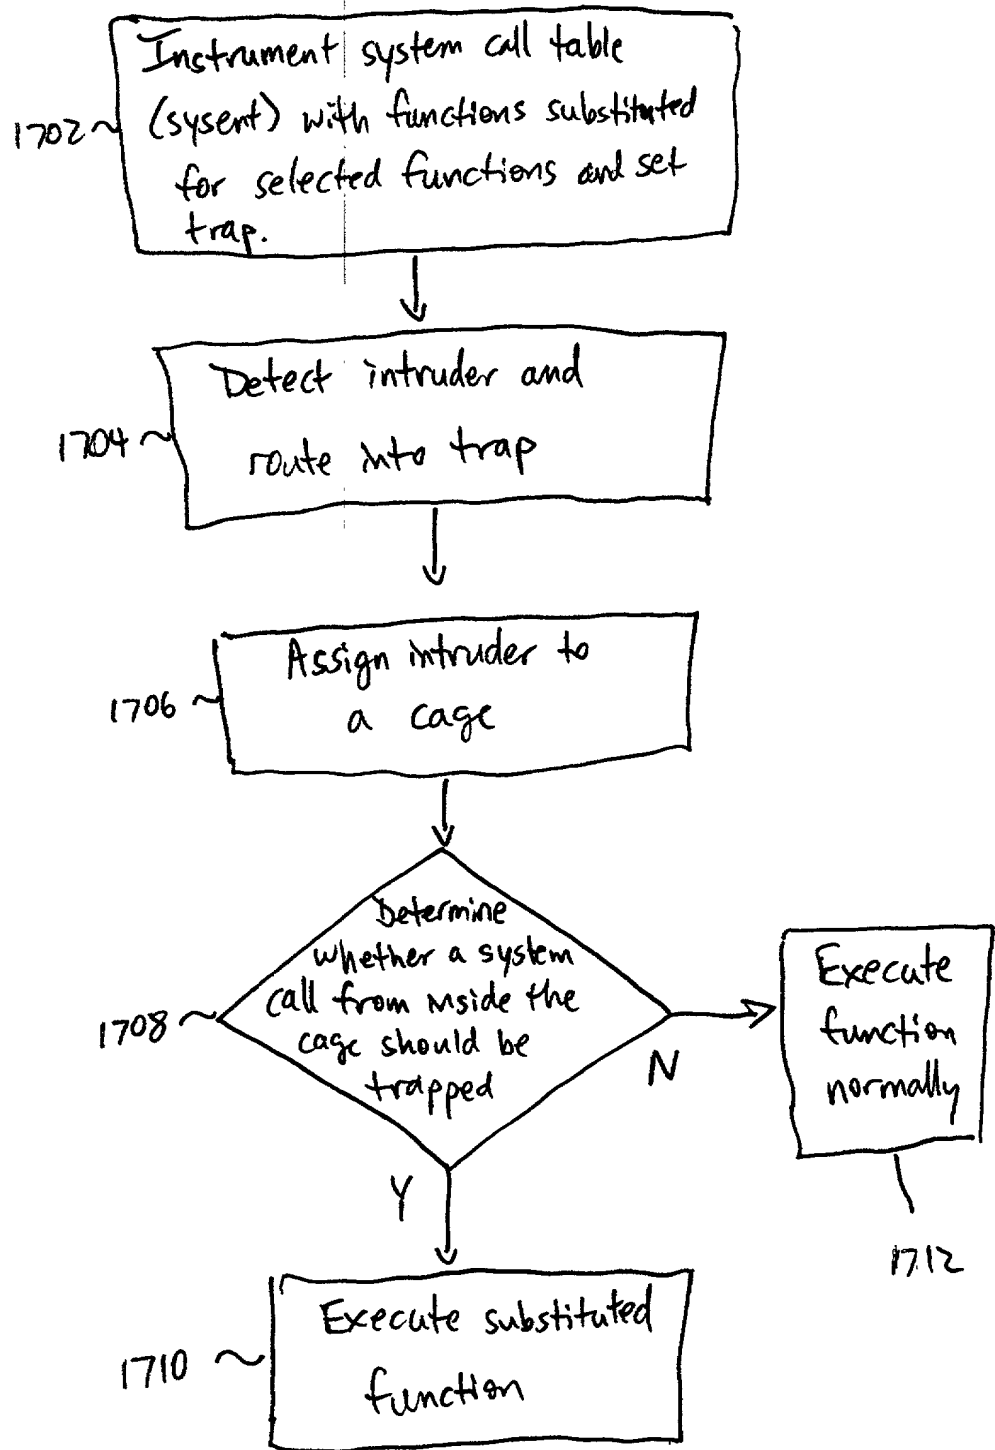 Instrument system call table
(sysent) with functions substituted
1702
for selected functions and set
trap.
Detect intruder and
1704
route into trap
Assign intruder to
1706
a cage
Determine
whether a system
call from inside the
1708
cage should be
trapped
N
Execute
function
normally
1712
Y
Execute substituted
1710
function